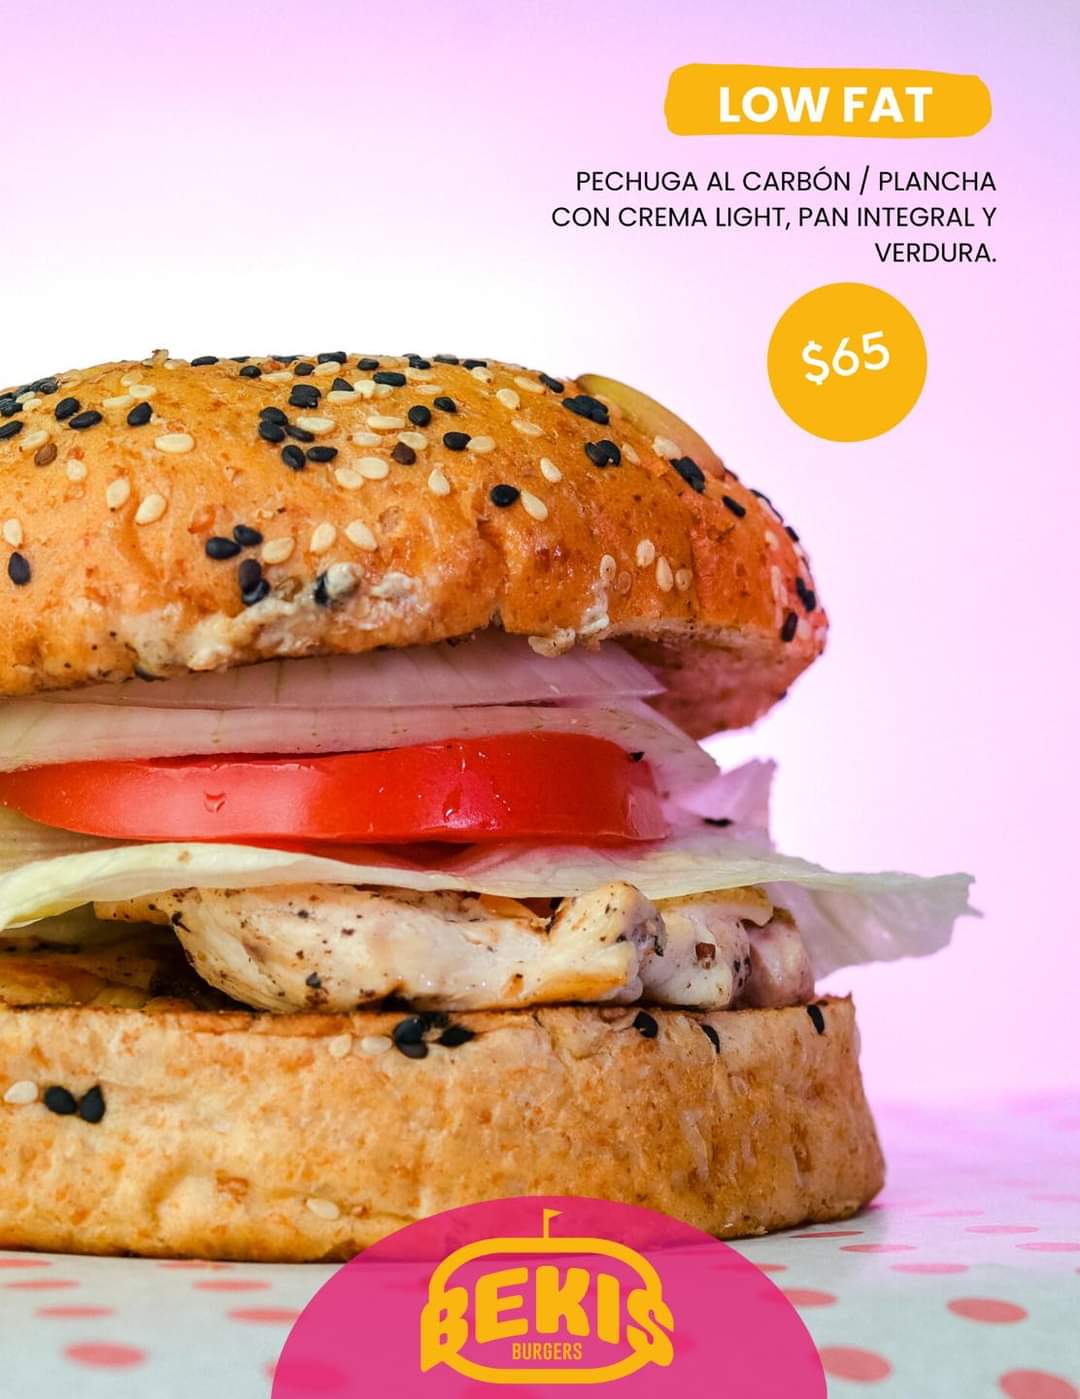 LOW FAT
PECHUGA AL CARBÓN / PLANCHA
CON CREMA LIGHT, PAN INTEGRAL Y
VERDURA.
$65
BEKIS
BURGERS